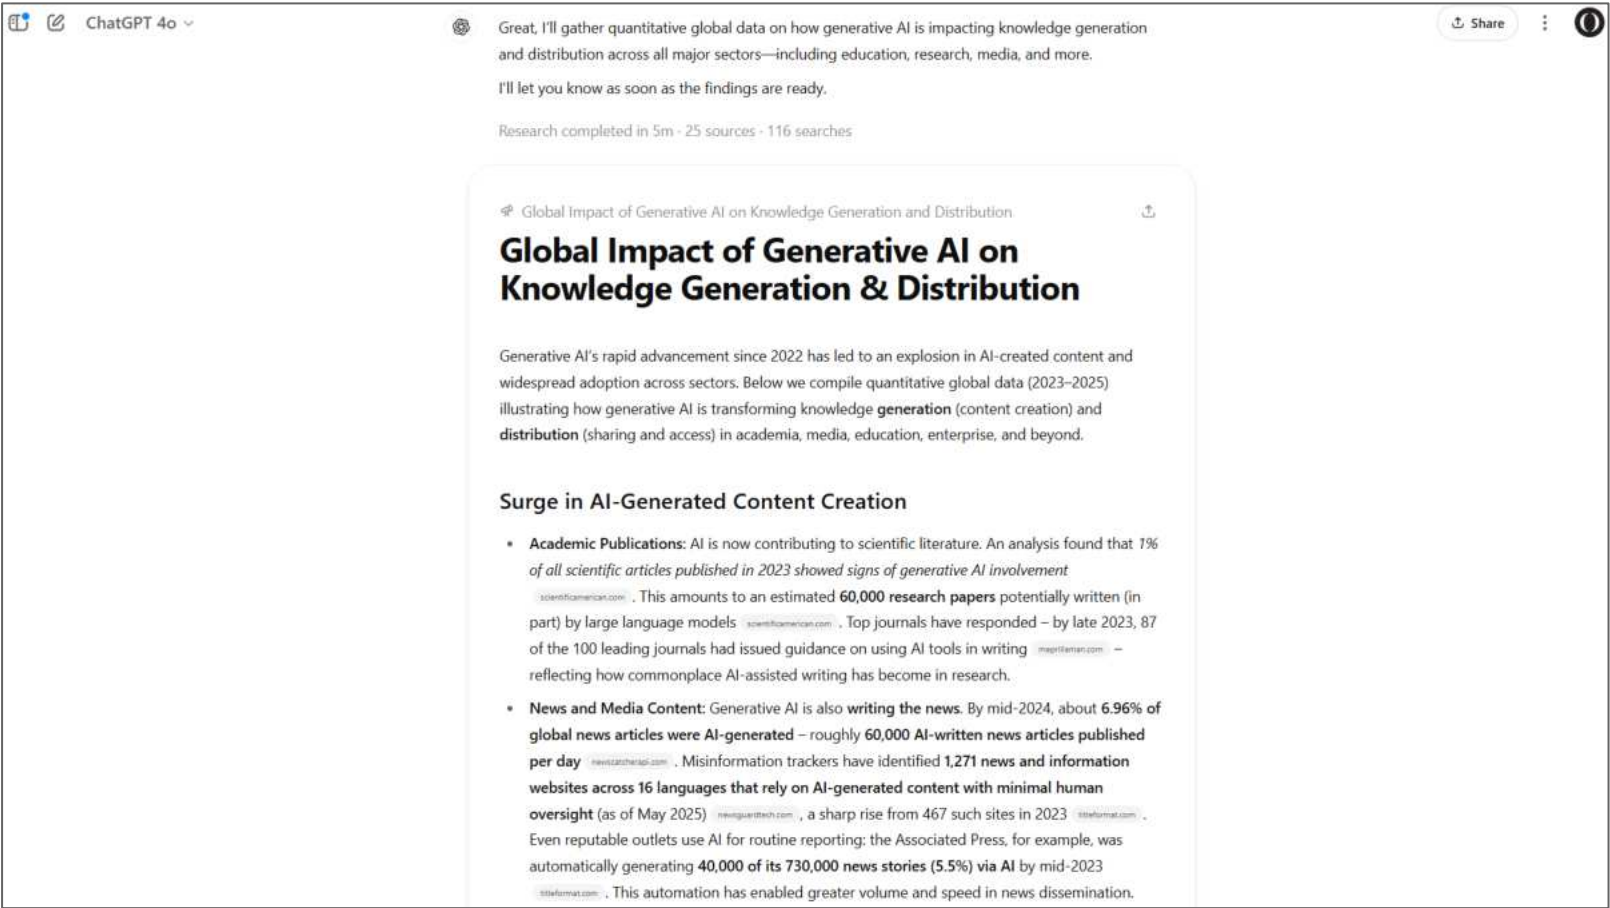 ChatGPT 4o
Share
Great, I'll gather quantitative global data on how generative AI is impacting knowledge generation
and distribution across all major sectors—including education, research, media, and more.
I'll let you know as soon as the findings are ready.
Research completed in 5m · 25 sources · 116 searches
Global Impact of Generative AI on Knowledge Generation and Distribution
Global Impact of Generative AI on
Knowledge Generation & Distribution
Generative AI's rapid advancement since 2022 has led to an explosion in AI-created content and
widespread adoption across sectors. Below we compile quantitative global data (2023–2025)
illustrating how generative AI is transforming knowledge generation (content creation) and
distribution (sharing and access) in academia, media, education, enterprise, and beyond.
Surge in AI-Generated Content Creation
• Academic Publications: AI is now contributing to scientific literature. An analysis found that 1%
of all scientific articles published in 2023 showed signs of generative AI involvement
scientificamerican.com . This amounts to an estimated 60,000 research papers potentially written (in
part) by large language models scientificamerican.com . Top journals have responded – by late 2023, 87
of the 100 leading journals had issued guidance on using AI tools in writing maprillaman.com –
reflecting how commonplace AI-assisted writing has become in research.
• News and Media Content: Generative AI is also writing the news. By mid-2024, about 6.96% of
global news articles were AI-generated – roughly 60,000 AI-written news articles published
per day newscatcherapi.com . Misinformation trackers have identified 1,271 news and information
websites across 16 languages that rely on AI-generated content with minimal human
oversight (as of May 2025) newsguardtech.com , a sharp rise from 467 such sites in 2023 titleformat.com .
Even reputable outlets use AI for routine reporting: the Associated Press, for example, was
automatically generating 40,000 of its 730,000 news stories (5.5%) via AI by mid-2023
titleformat.com . This automation has enabled greater volume and speed in news dissemination.